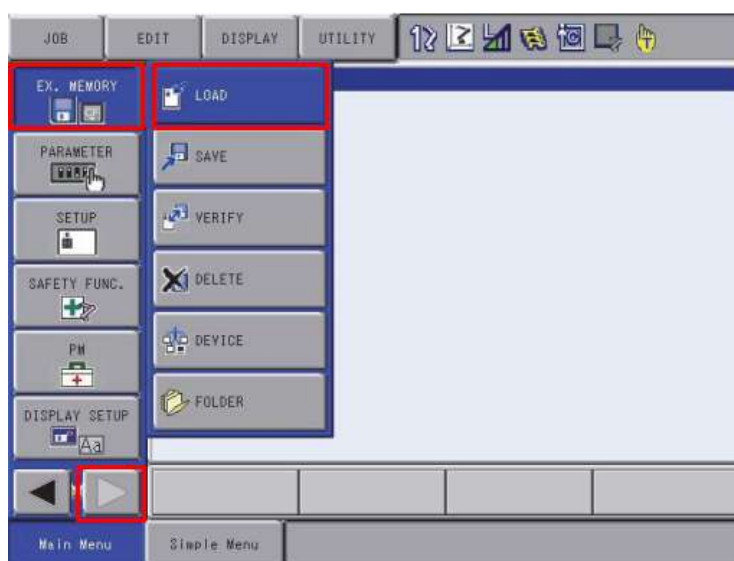 JOB
EDIT
DISPLAY
UTILITY
EX. MEMORY
LOAD
PARAMETER
SAVE
SETUP
VERIFY
SAFETY FUNC.
DELETE
PM
DEVICE
DISPLAY SETUP
FOLDER
Main Menu
Simple Menu